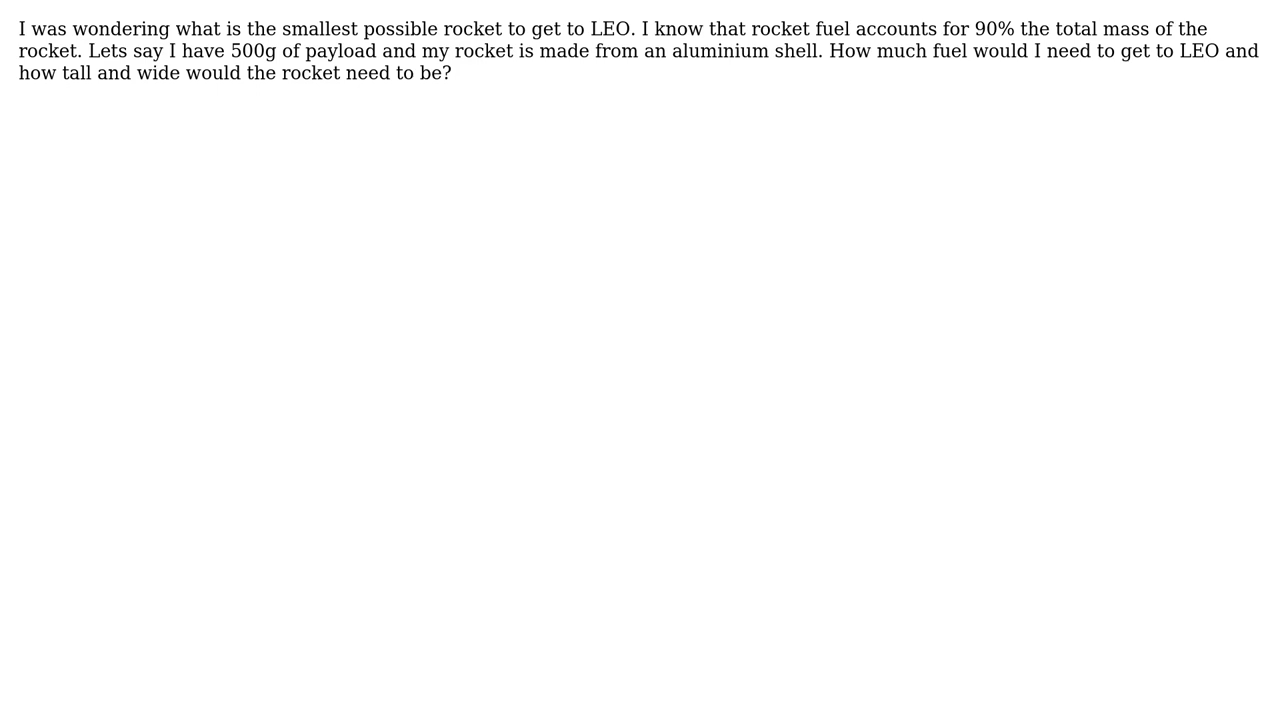 I was wondering what is the smallest possible rocket to get to LEO. I know that rocket fuel accounts for 90% the total mass of the
rocket. Lets say I have 500g of payload and my rocket is made from an aluminium shell. How much fuel would I need to get to LEO and
how tall and wide would the rocket need to be?